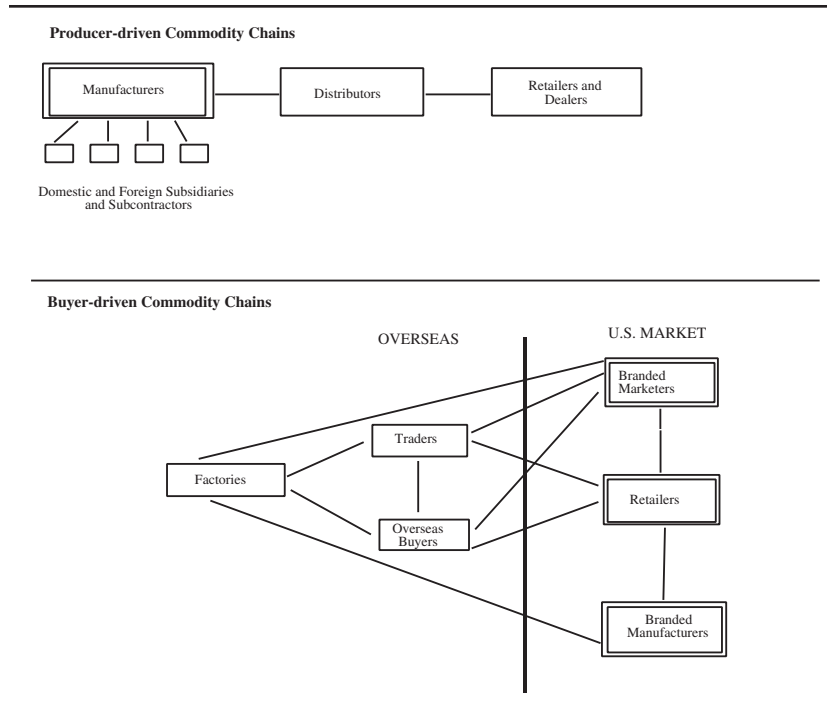 Producer-driven Commodity Chains
Manufacturers
Distributors
Retailers and
Dealers
Domestic and Foreign Subsidiaries
and Subcontractors
Buyer-driven Commodity Chains
OVERSEAS
U.S. MARKET
Branded
Marketers
Traders
Factories
Retailers
Overseas
Buyers
Branded
Manufacturers